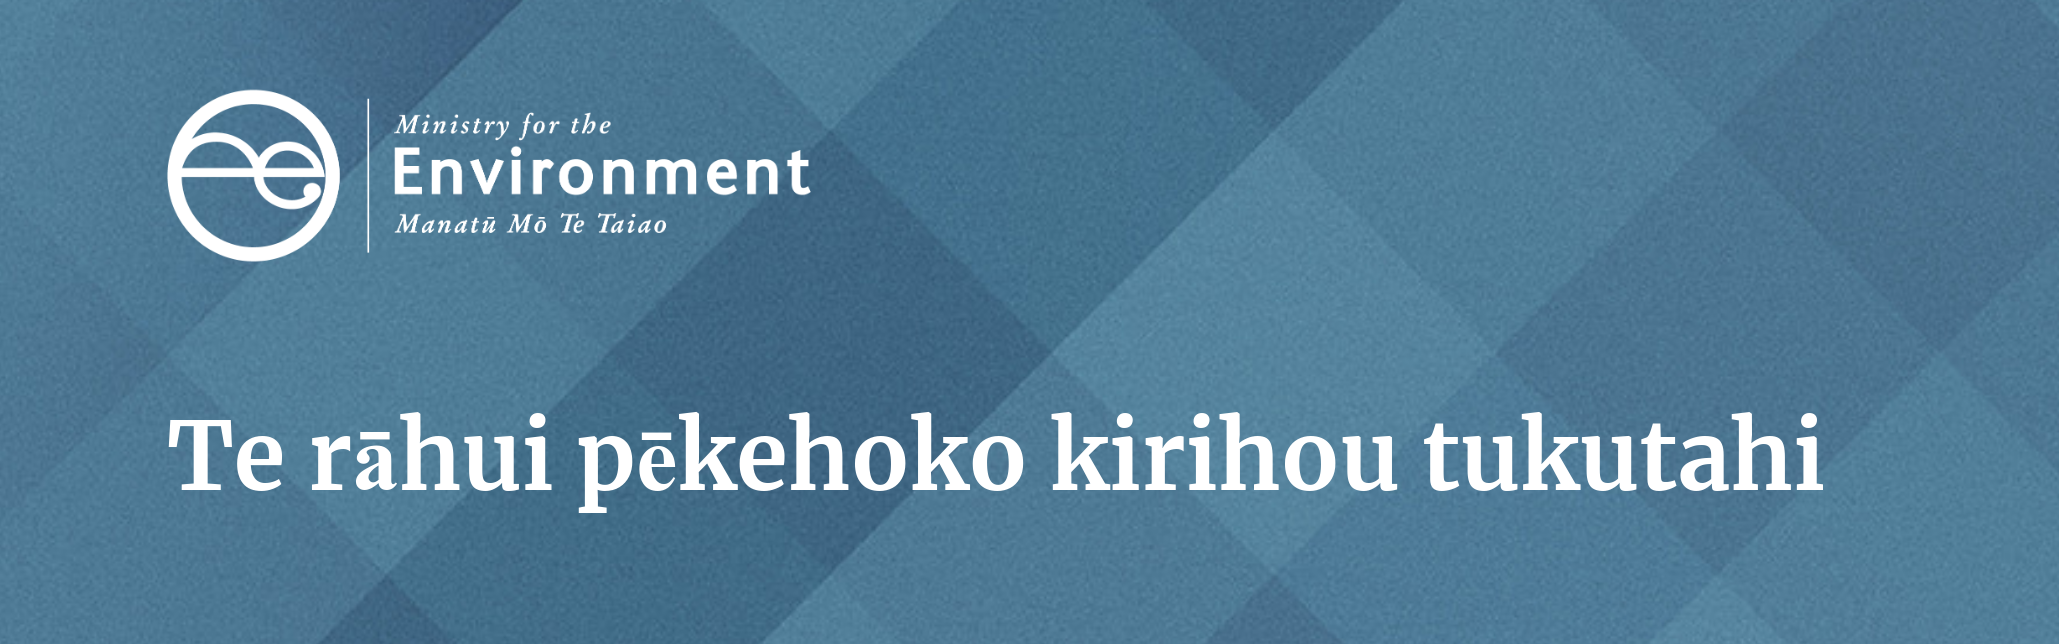 Ministry for the
Environment
Manatū Mō Te Taiao
Te rāhui pēkehoko kirihou tukutahi